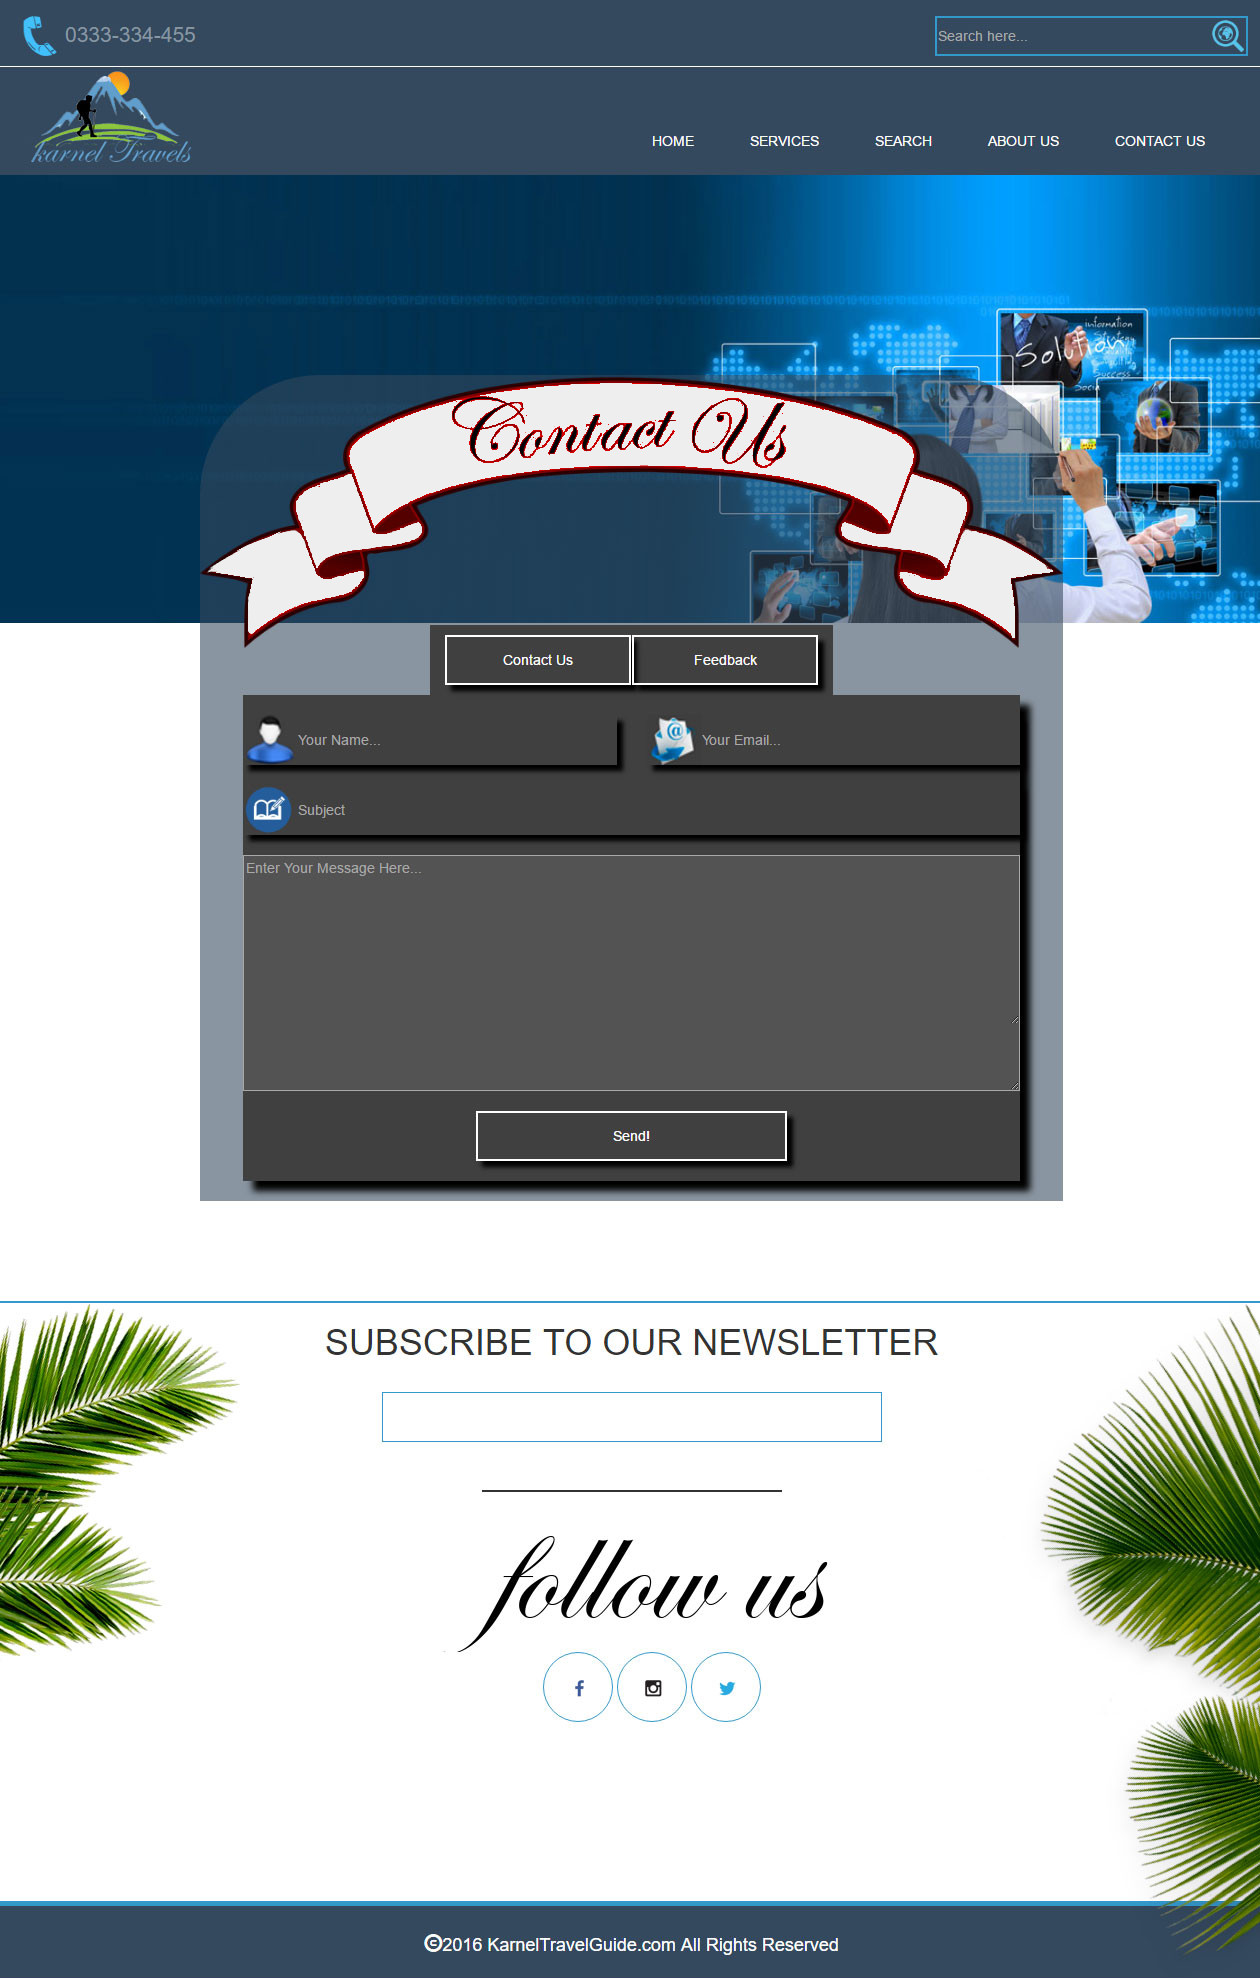 0333-334-455
Search here...
karnel Travels
HOME SERVICES SEARCH ABOUT US CONTACT US
information
Solution
Success
Contact Us
Contact Us Feedback
Your Name... Your Email...
Subject
Enter Your Message Here...
Send!
SUBSCRIBE TO OUR NEWSLETTER
follow us
©2016 KarnelTravelGuide.com All Rights Reserved